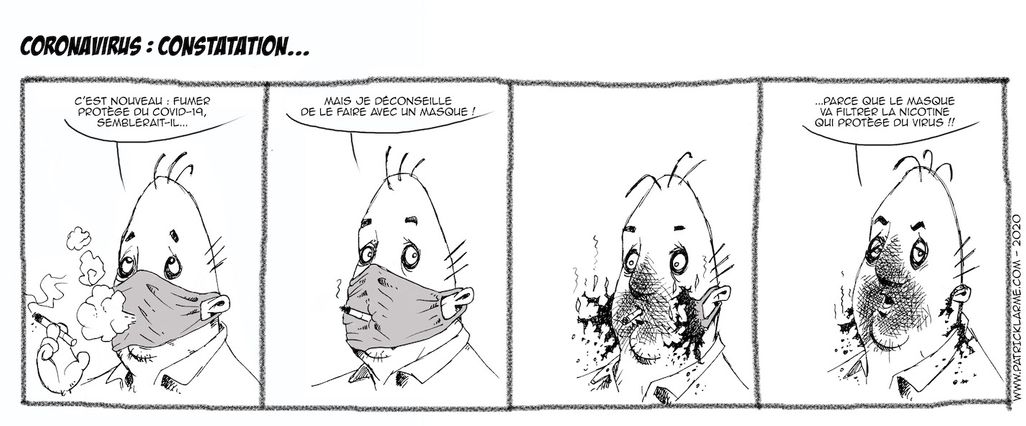 CORONAVIRUS : CONSTATATION...
C'EST NOUVEAU : FUMER
PROTÈGE DU COVID-19,
SEMBLERAIT-IL...
MAIS JE DÉCONSEILLE
DE LE FAIRE AVEC UN MASQUE !
...PARCE QUE LE MASQUE
VA FILTRER LA NICOTINE
QUI PROTÈGE DU VIRUS !!
WWW.PATRICKLARME.COM - 2020